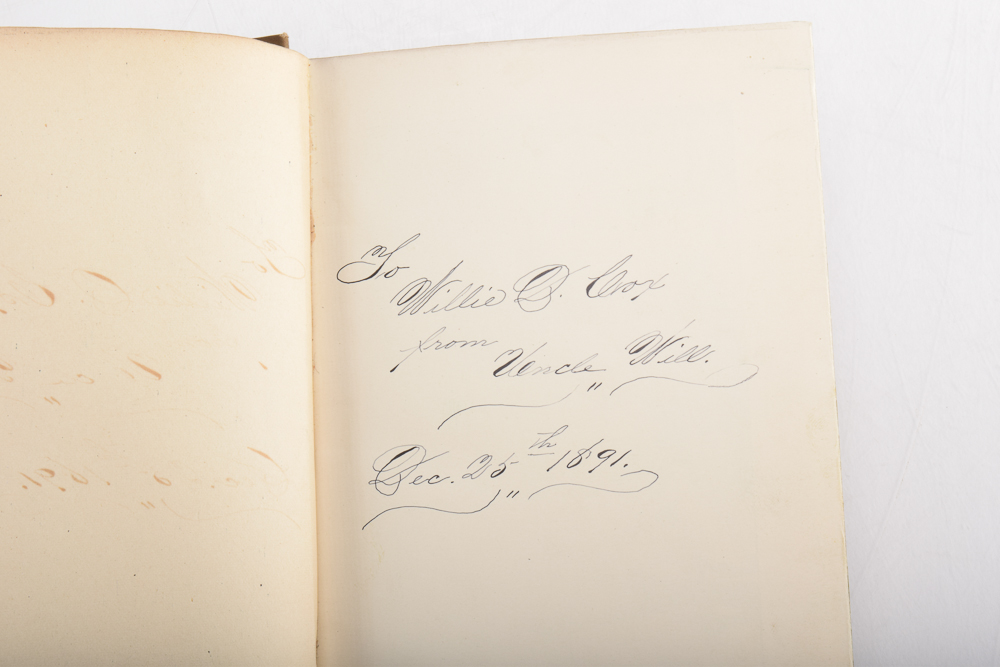 To
Willie D. Cox
from
Uncle Will.
Dec. 25th 1891.